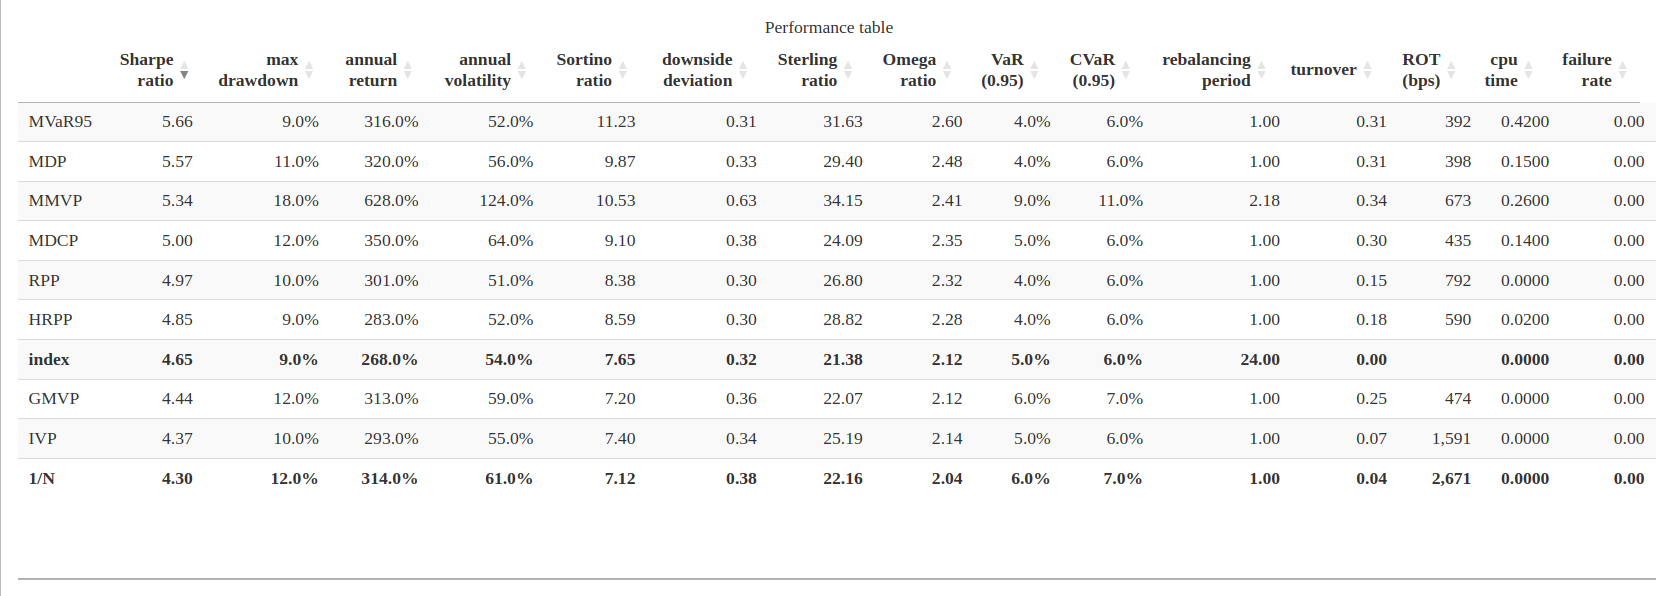 Performance table
Sharpe ratio max drawdown annual return annual volatility Sortino ratio downside deviation Sterling ratio Omega ratio VaR (0.95) CVaR (0.95) rebalancing period turnover ROT (bps) cpu time failure rate
MVaR95 5.66 9.0% 316.0% 52.0% 11.23 0.31 31.63 2.60 4.0% 6.0% 1.00 0.31 392 0.4200 0.00
MDP 5.57 11.0% 320.0% 56.0% 9.87 0.33 29.40 2.48 4.0% 6.0% 1.00 0.31 398 0.1500 0.00
MMVP 5.34 18.0% 628.0% 124.0% 10.53 0.63 34.15 2.41 9.0% 11.0% 2.18 0.34 673 0.2600 0.00
MDCP 5.00 12.0% 350.0% 64.0% 9.10 0.38 24.09 2.35 5.0% 6.0% 1.00 0.30 435 0.1400 0.00
RPP 4.97 10.0% 301.0% 51.0% 8.38 0.30 26.80 2.32 4.0% 6.0% 1.00 0.15 792 0.0000 0.00
HRPP 4.85 9.0% 283.0% 52.0% 8.59 0.30 28.82 2.28 4.0% 6.0% 1.00 0.18 590 0.0200 0.00
index 4.65 9.0% 268.0% 54.0% 7.65 0.32 21.38 2.12 5.0% 6.0% 24.00 0.00 0.0000 0.00
GMVP 4.44 12.0% 313.0% 59.0% 7.20 0.36 22.07 2.12 6.0% 7.0% 1.00 0.25 474 0.0000 0.00
IVP 4.37 10.0% 293.0% 55.0% 7.40 0.34 25.19 2.14 5.0% 6.0% 1.00 0.07 1,591 0.0000 0.00
1/N 4.30 12.0% 314.0% 61.0% 7.12 0.38 22.16 2.04 6.0% 7.0% 1.00 0.04 2,671 0.0000 0.00